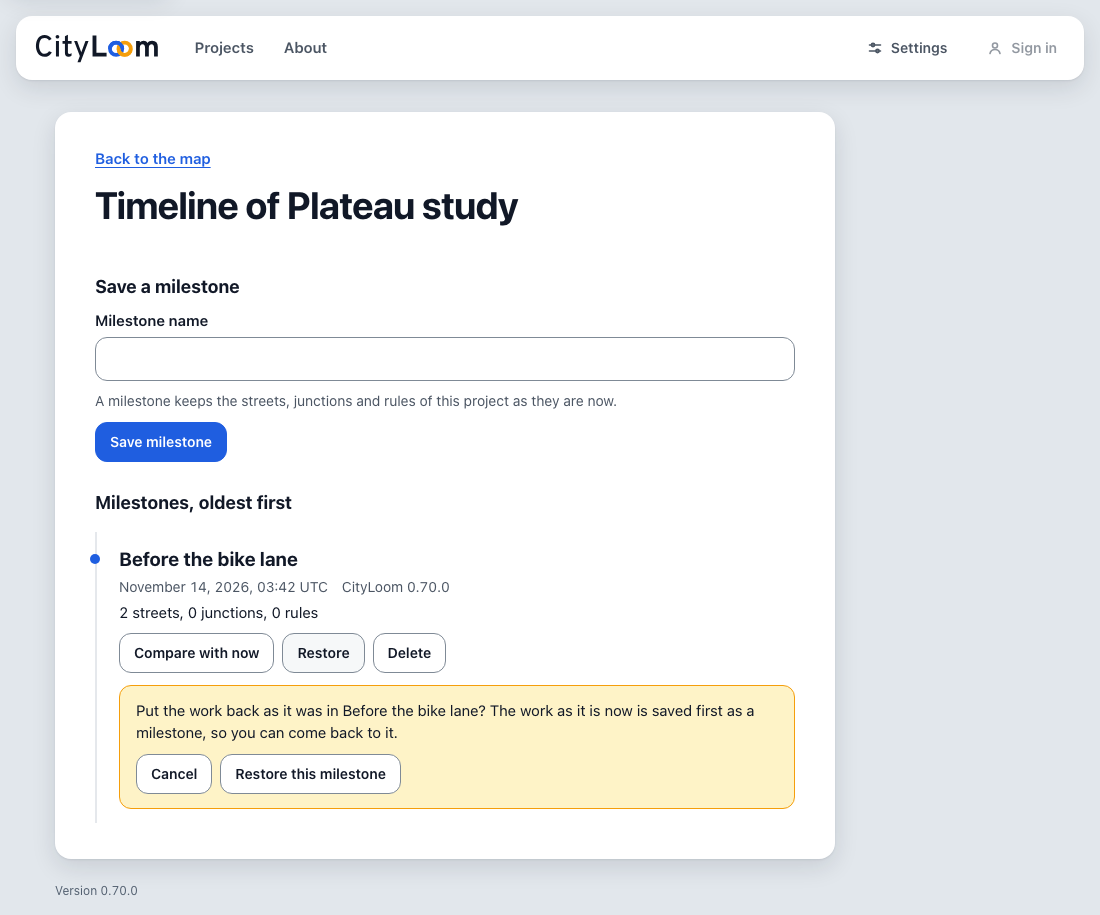 CityLoom
Projects
About
Settings
Sign in
Back to the map
Timeline of Plateau study
Save a milestone
Milestone name
A milestone keeps the streets, junctions and rules of this project as they are now.
Save milestone
Milestones, oldest first
Before the bike lane
November 14, 2026, 03:42 UTC CityLoom 0.70.0
2 streets, 0 junctions, 0 rules
Compare with now
Restore
Delete
Put the work back as it was in Before the bike lane? The work as it is now is saved first as a
milestone, so you can come back to it.
Cancel
Restore this milestone
Version 0.70.0